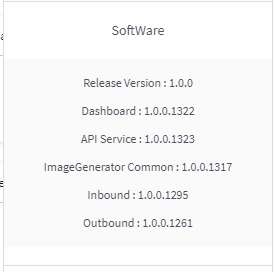 SoftWare
Release Version : 1.0.0
Dashboard : 1.0.0.1322
API Service : 1.0.0.1323
ImageGenerator Common : 1.0.0.1317
Inbound : 1.0.0.1295
Outbound : 1.0.0.1261